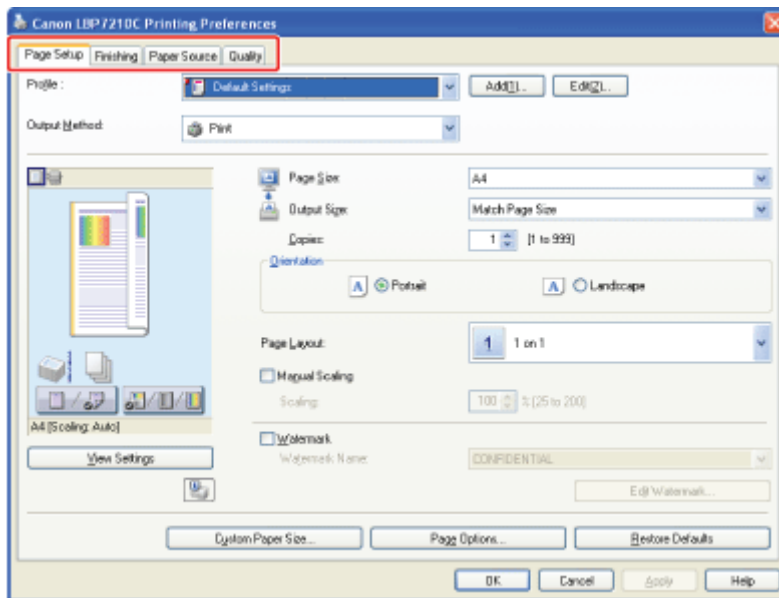 Canon LBP7210C Printing Preferences
Page Setup Finishing Paper Source Quality
Profile : Default Settings Add(1)... Edit(2)...
Output Method: Print
Page Size: A4
Output Size: Match Page Size
Copies: 1 [1 to 999]
Orientation
A Portrait A Landscape
Page Layout: 1 1 on 1
Manual Scaling
Scaling: 100 % [25 to 200]
A4 [Scaling: Auto]
Watermark
View Settings Watermark Name: CONFIDENTIAL
Edit Watermark...
Custom Paper Size... Page Options... Restore Defaults
OK Cancel Apply Help